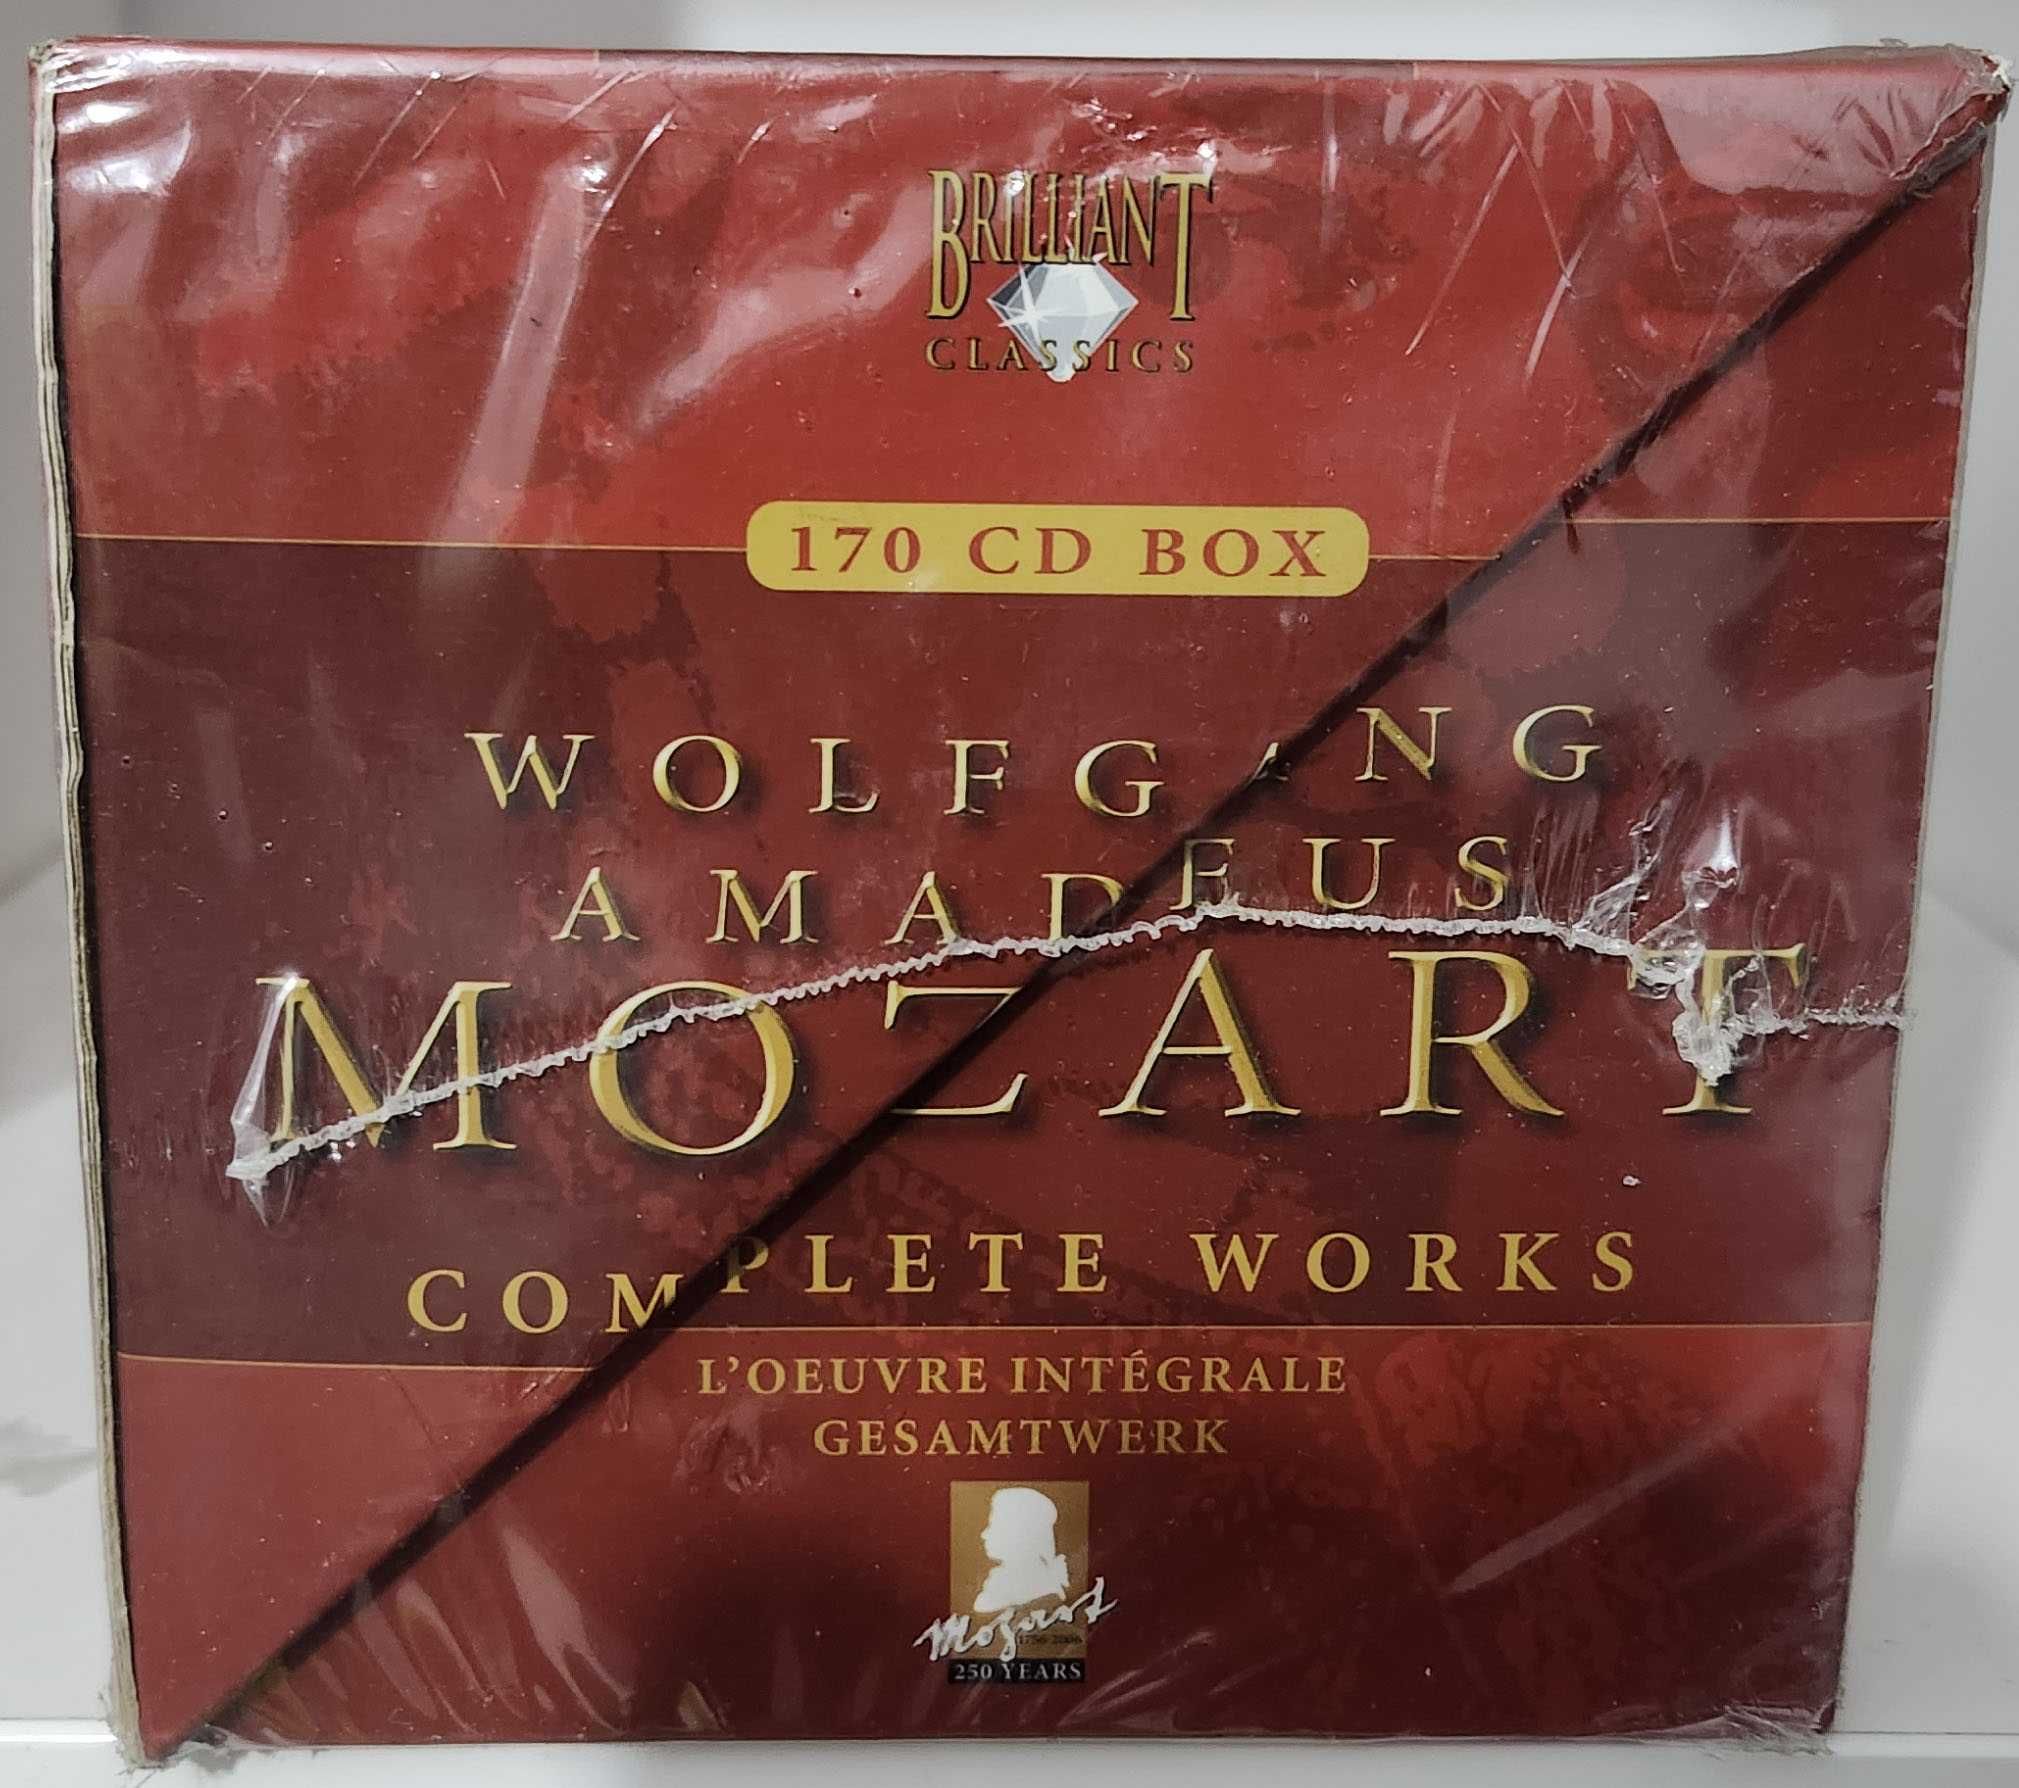 BRILLIANT
CLASSICS
170 CD BOX
WOLFGANG
AMADEUS
MOZART
COMPLETE WORKS
L'OEUVRE INTÉGRALE
GESAMTWERK
Mozart
1756-2006
250 YEARS